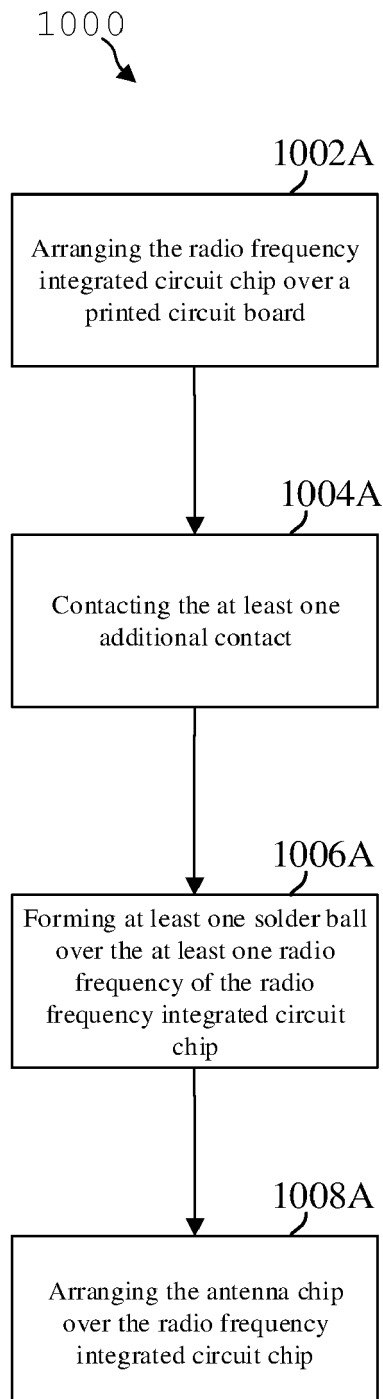 1000
1002A
Arranging the radio frequency
integrated circuit chip over a
printed circuit board
1004A
Contacting the at least one
additional contact
1006A
Forming at least one solder ball
over the at least one radio
frequency of the radio
frequency integrated circuit
chip
1008A
Arranging the antenna chip
over the radio frequency
integrated circuit chip